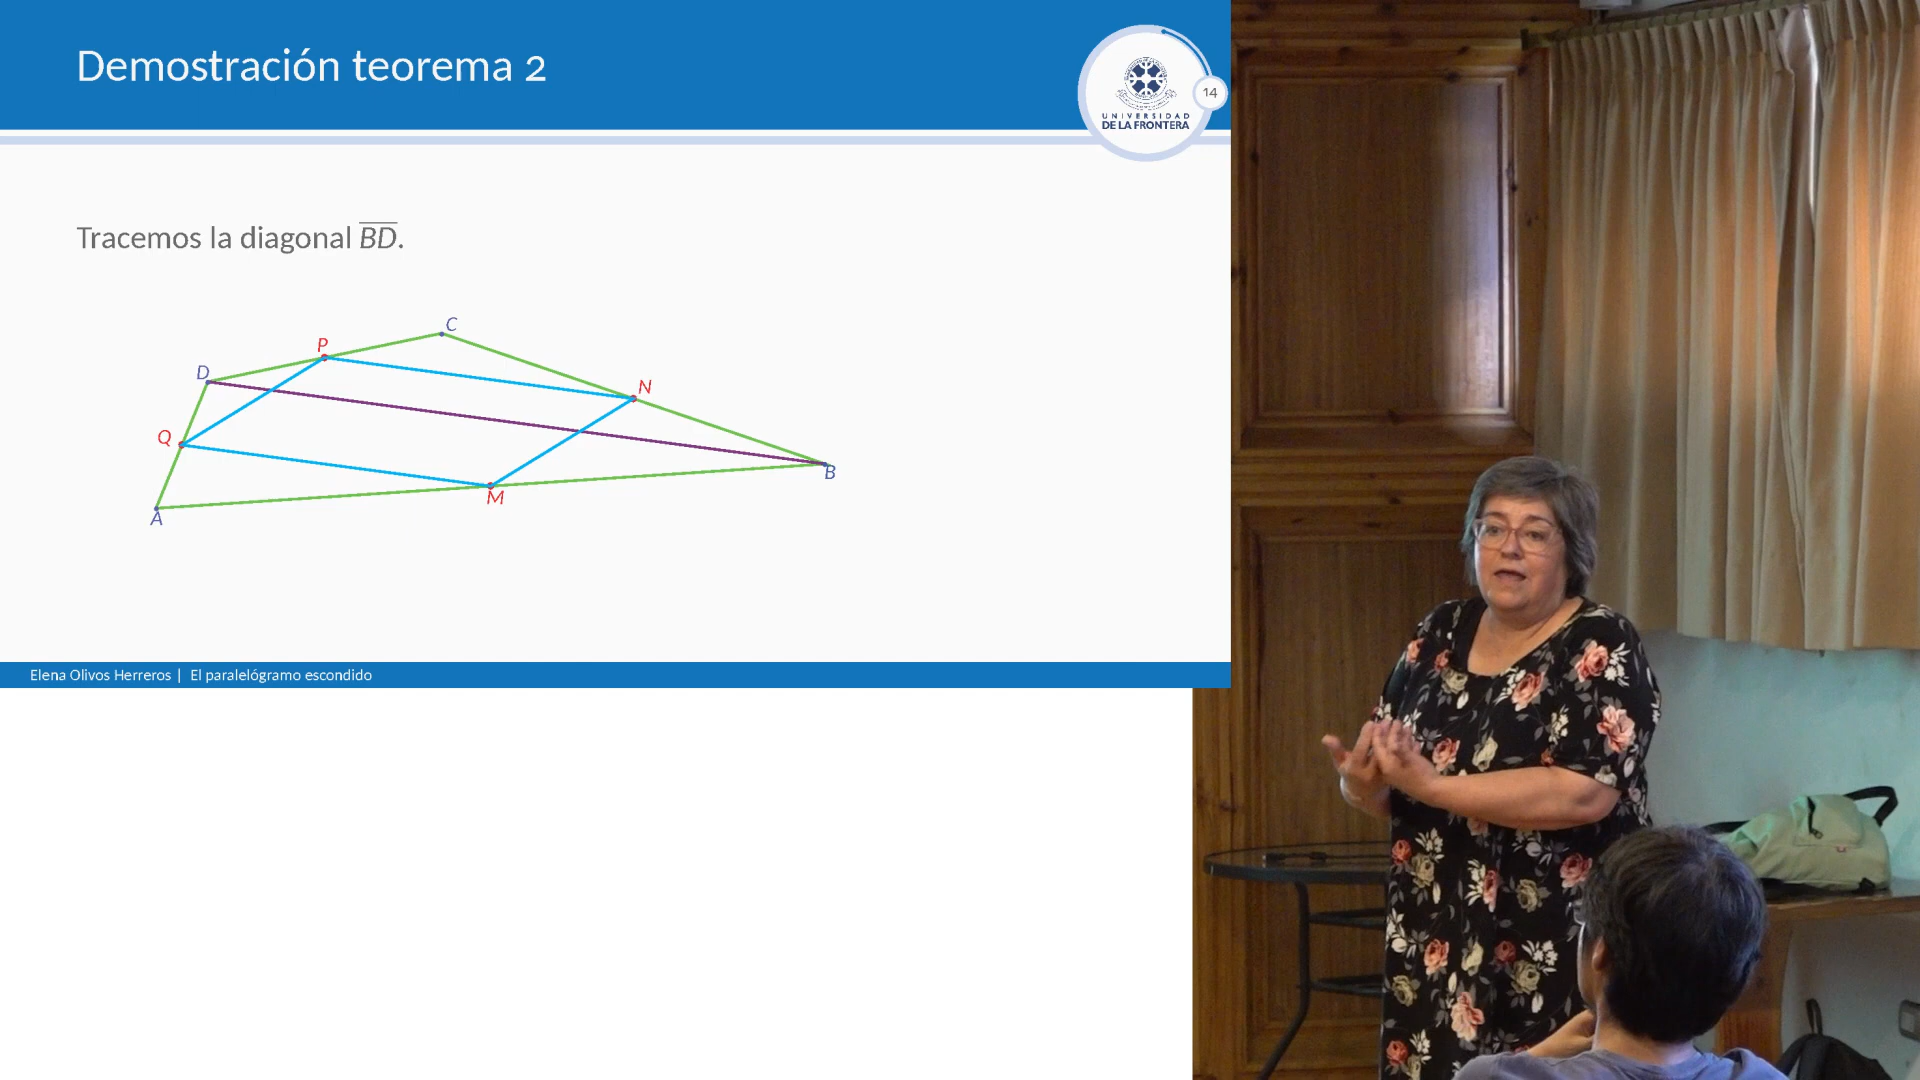 Demostración teorema 2
14
UNIVERSIDAD
DE LA FRONTERA
Tracemos la diagonal BD.
C
P
D
N
Q
B
M
A
Elena Olivos Herreros | El paralelógramo escondido